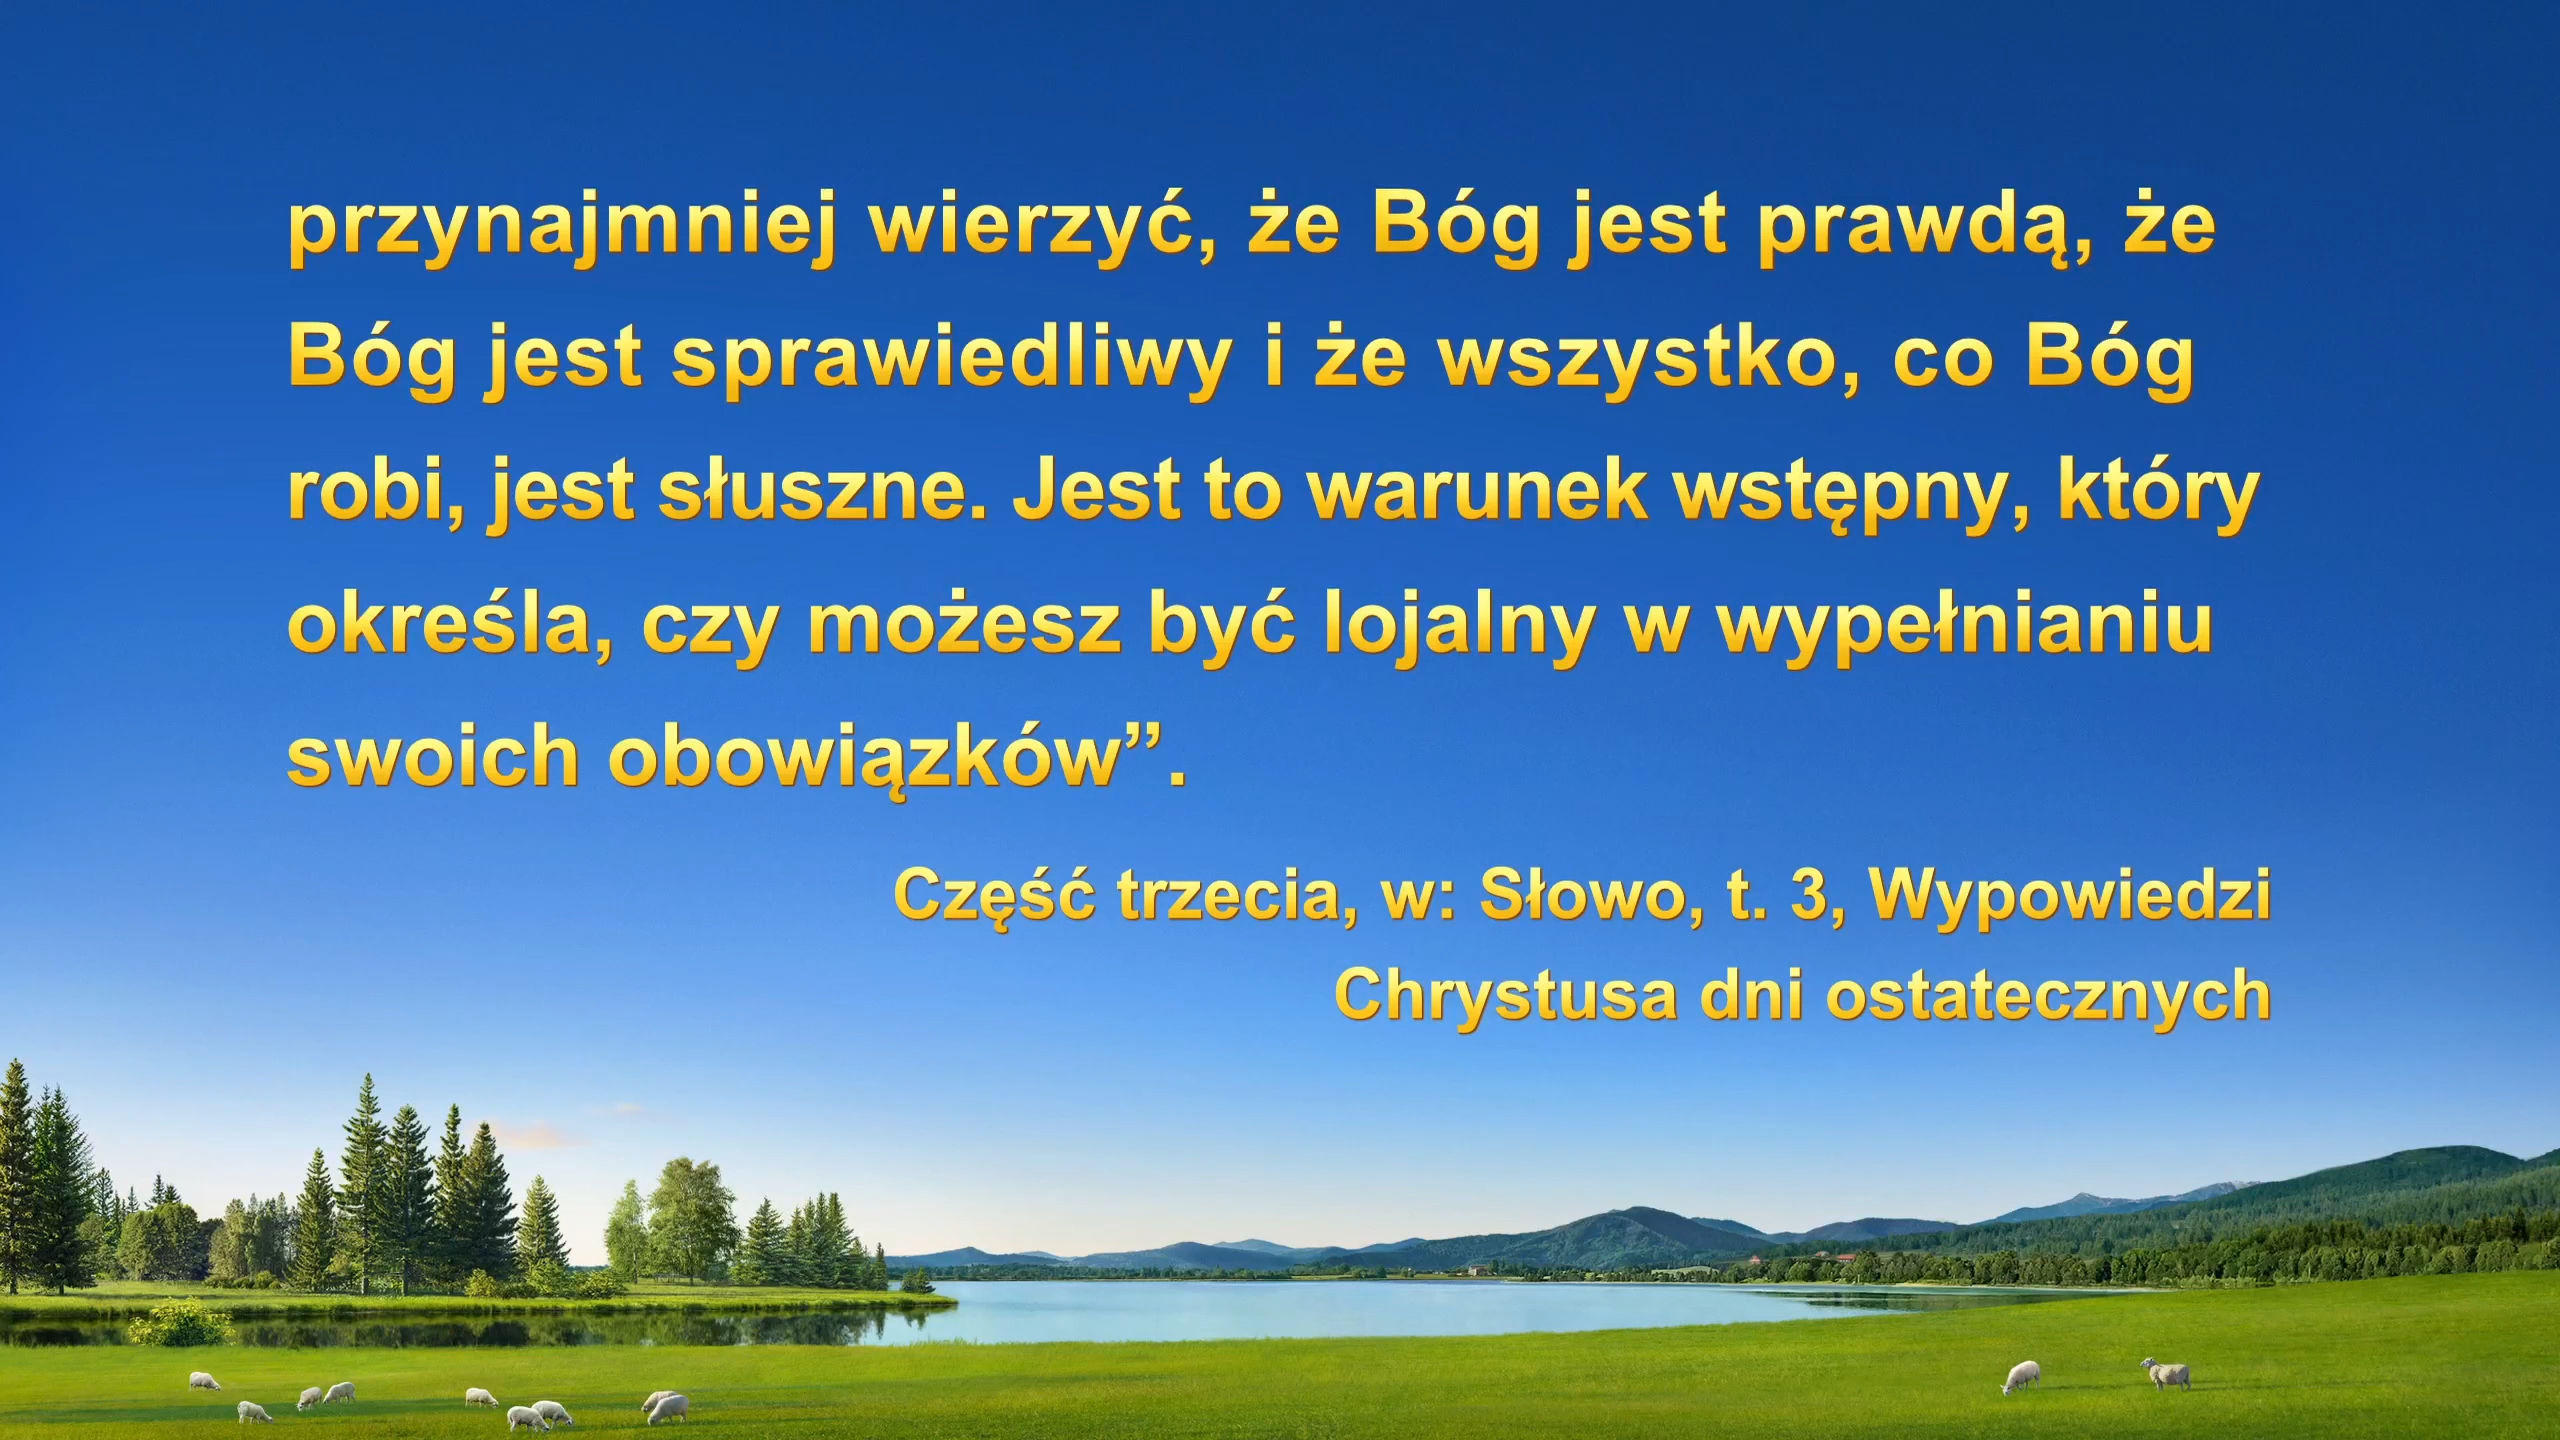 przynajmniej wierzyć, że Bóg jest prawdą, że
Bóg jest sprawiedliwy i że wszystko, co Bóg
robi, jest słuszne. Jest to warunek wstępny, który
określa, czy możesz być lojalny w wypełnianiu
swoich obowiązków”.
Część trzecia, w: Słowo, t. 3, Wypowiedzi
Chrystusa dni ostatecznych